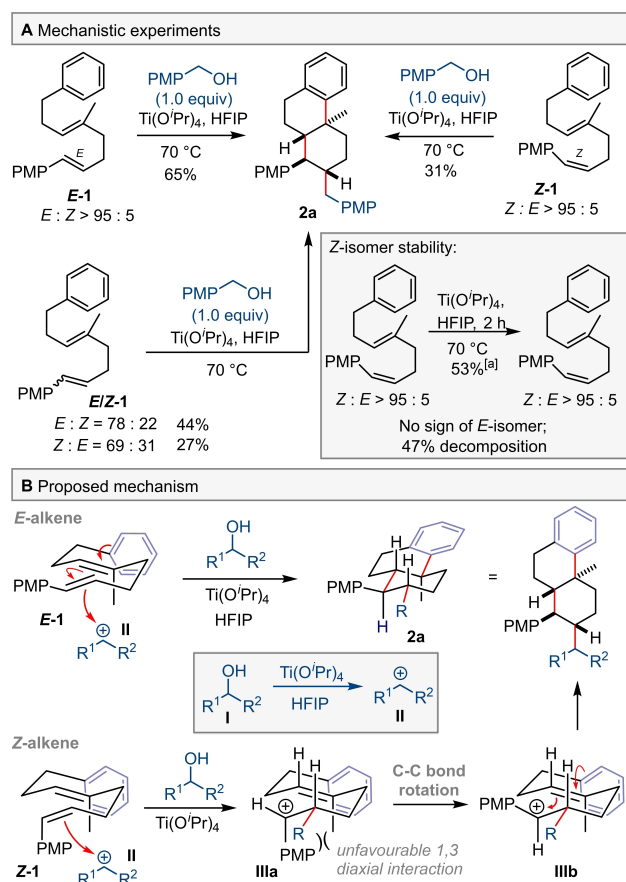 A Mechanistic experiments
PMP OH
(1.0 equiv)
Ti(OⁱPr)₄, HFIP
70 °C
65%
E
PMP
E-1
E : Z > 95 : 5
H
PMP
H
PMP
2a
PMP OH
(1.0 equiv)
Ti(OⁱPr)₄, HFIP
70 °C
31%
PMP
Z
Z-1
Z : E > 95 : 5
PMP OH
(1.0 equiv)
Ti(OⁱPr)₄, HFIP
70 °C
PMP
E/Z-1
E : Z = 78 : 22 44%
Z : E = 69 : 31 27%
Z-isomer stability:
Ti(OⁱPr)₄,
HFIP, 2 h
70 °C
53%[a]
PMP
PMP
Z : E > 95 : 5
Z : E > 95 : 5
No sign of E-isomer;
47% decomposition
B Proposed mechanism
E-alkene
PMP
E-1
II
R¹ ⊕ R²
OH
R¹ R²
Ti(OⁱPr)₄
HFIP
H
H
PMP
R
H
2a
=
H
PMP
H
R¹ R²
OH
R¹ R²
I
Ti(OⁱPr)₄
HFIP
⊕
R¹ R²
II
Z-alkene
PMP
Z-1
II
R¹ ⊕ R²
OH
R¹ R²
Ti(OⁱPr)₄
H
H
H
⊕
R
PMP
IIIa
unfavourable 1,3
diaxial interaction
C-C bond
rotation
H
H
PMP
⊕
R
H
IIIb